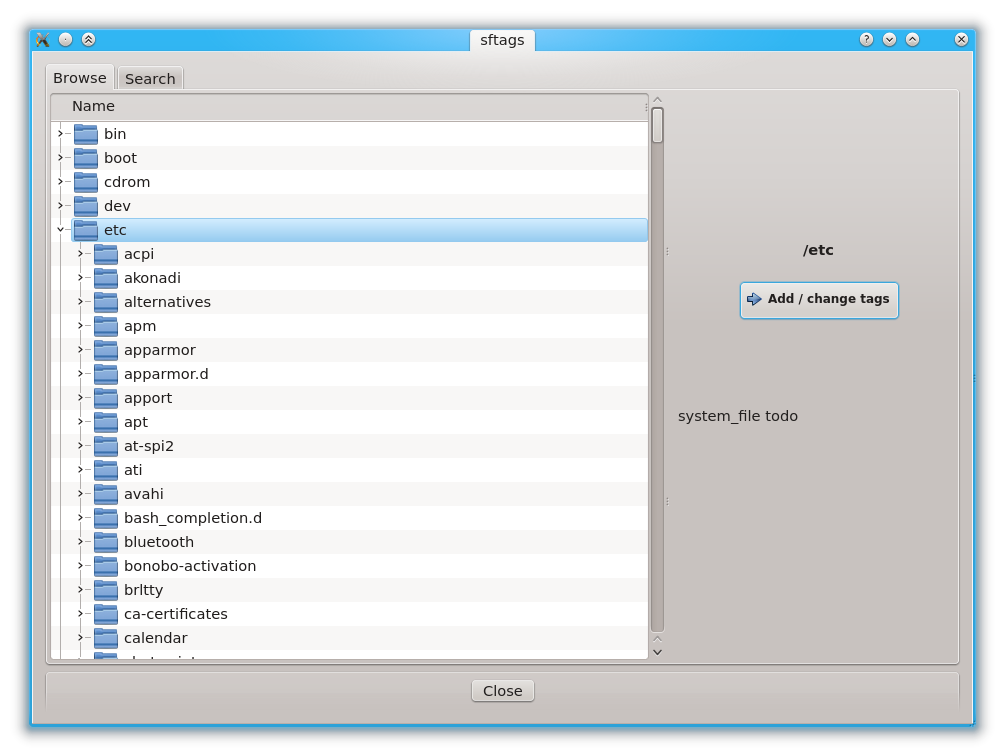 sftags
Browse
Search
Name
bin
boot
cdrom
dev
etc
acpi
akonadi
alternatives
apm
apparmor
apparmor.d
apport
apt
at-spi2
ati
avahi
bash_completion.d
bluetooth
bonobo-activation
brltty
ca-certificates
calendar
/etc
Add / change tags
system_file todo
Close